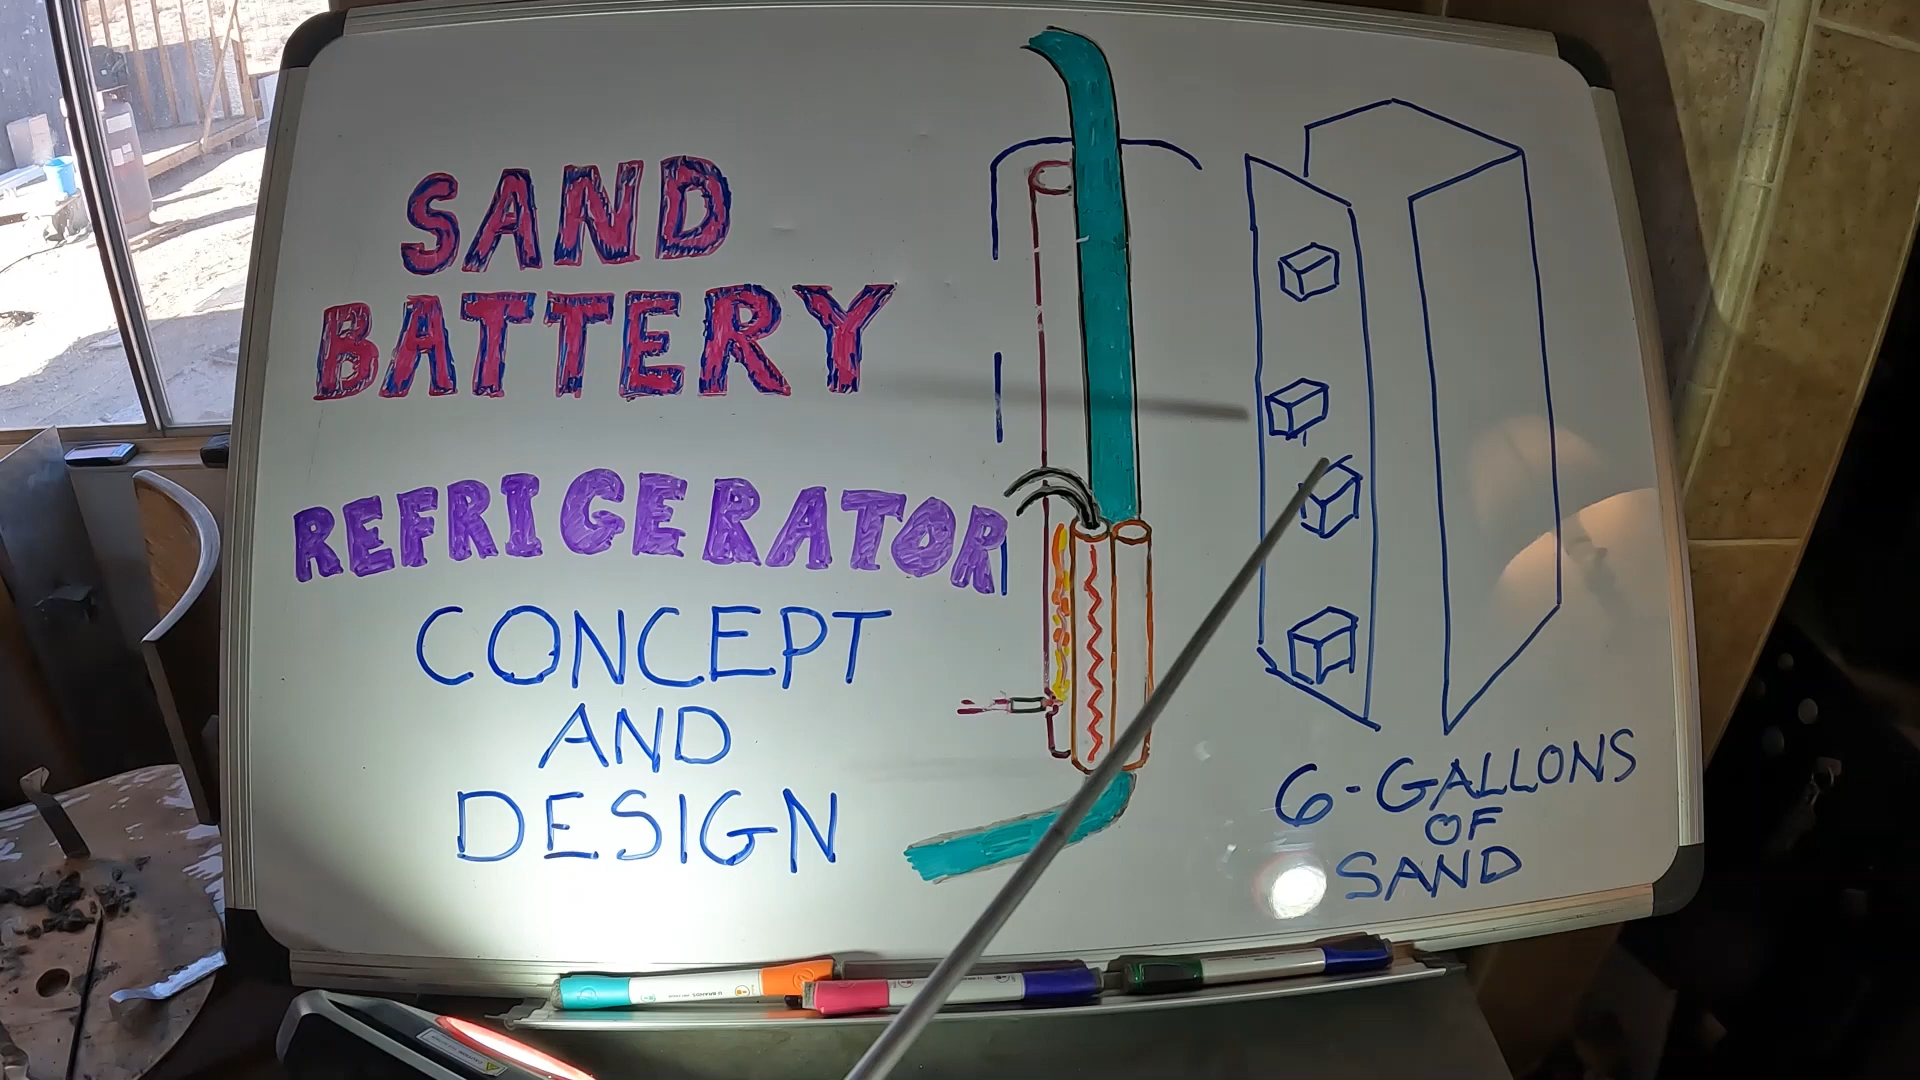 SAND
BATTERY
REFRIGERATOR
CONCEPT
AND
DESIGN
6-GALLONS
OF
SAND